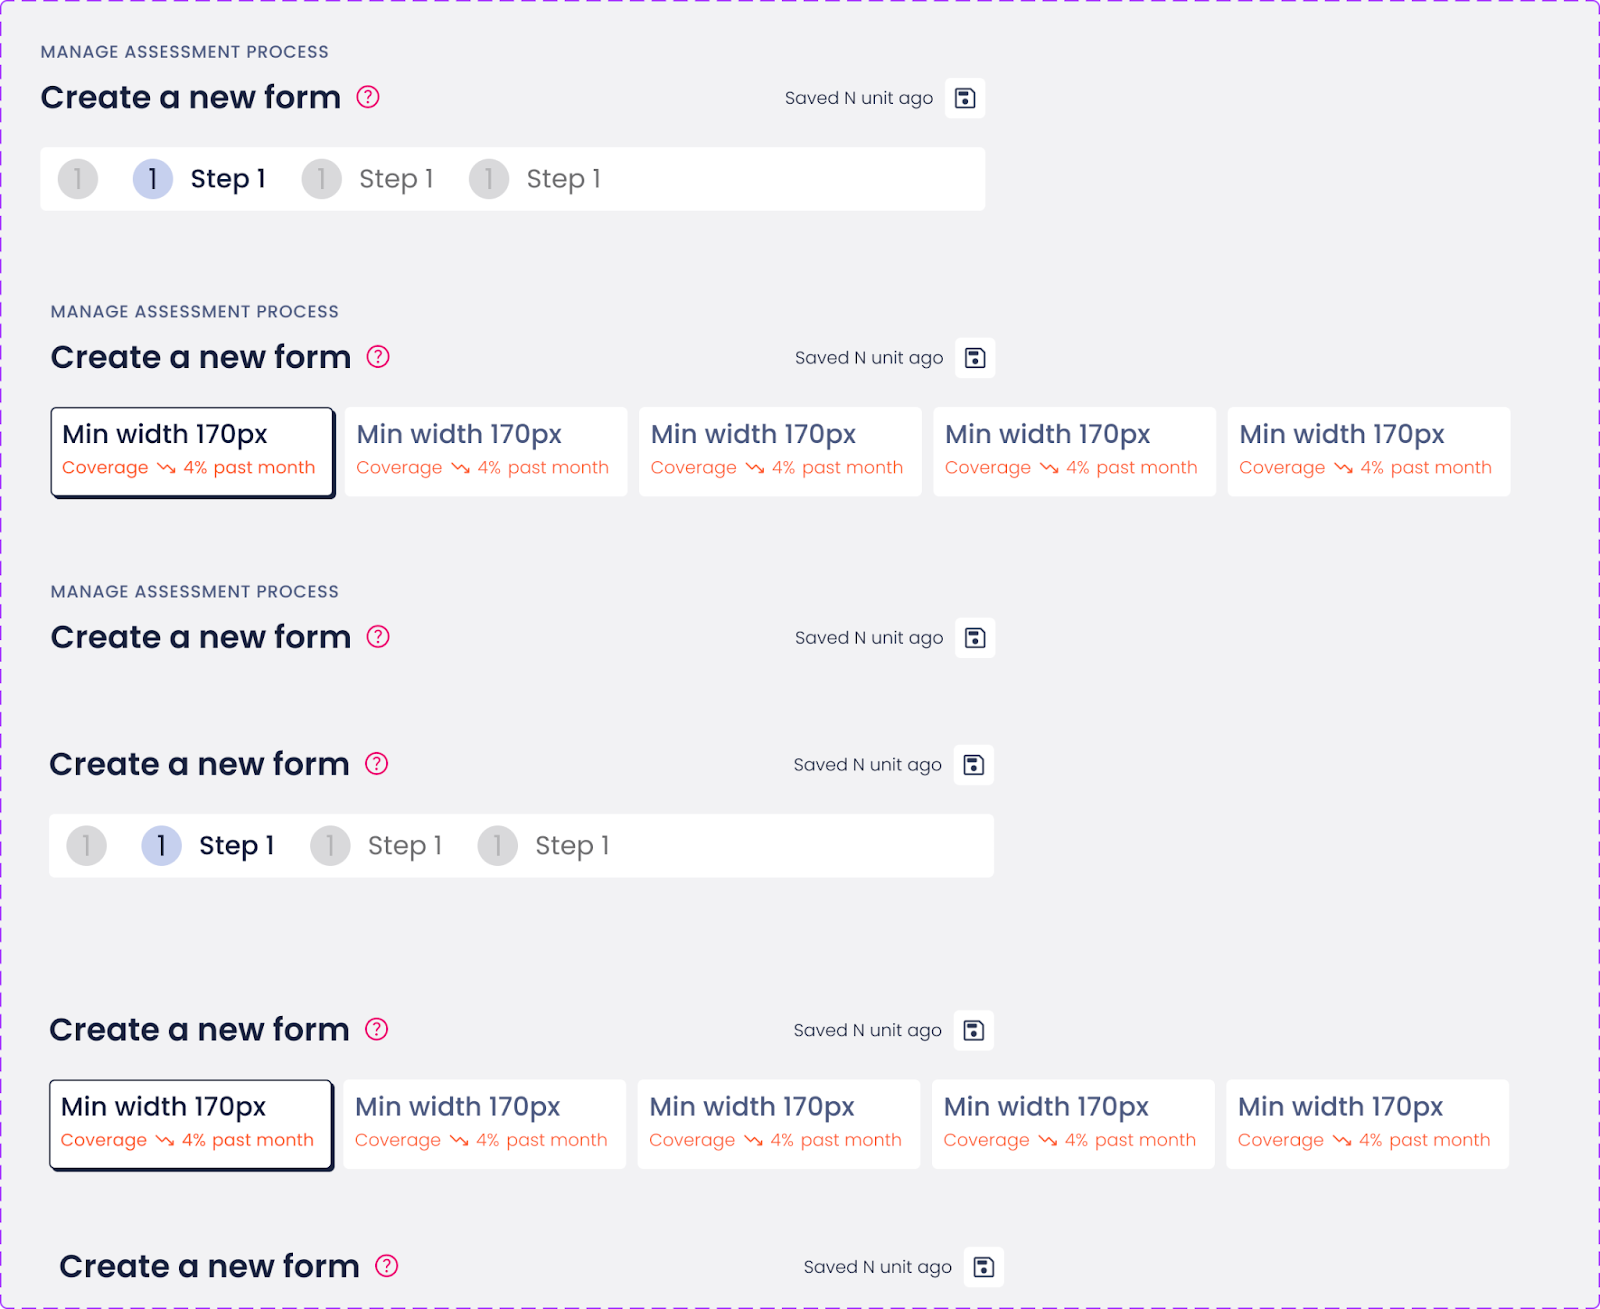 MANAGE ASSESSMENT PROCESS
Create a new form ?
Saved N unit ago
1 1 Step 1 1 Step 1 1 Step 1
MANAGE ASSESSMENT PROCESS
Create a new form ?
Saved N unit ago
Min width 170px Min width 170px Min width 170px Min width 170px Min width 170px
Coverage 4% past month Coverage 4% past month Coverage 4% past month Coverage 4% past month Coverage 4% past month
MANAGE ASSESSMENT PROCESS
Create a new form ?
Saved N unit ago
Create a new form ?
Saved N unit ago
1 1 Step 1 1 Step 1 1 Step 1
Create a new form ?
Saved N unit ago
Min width 170px Min width 170px Min width 170px Min width 170px Min width 170px
Coverage 4% past month Coverage 4% past month Coverage 4% past month Coverage 4% past month Coverage 4% past month
Create a new form ?
Saved N unit ago